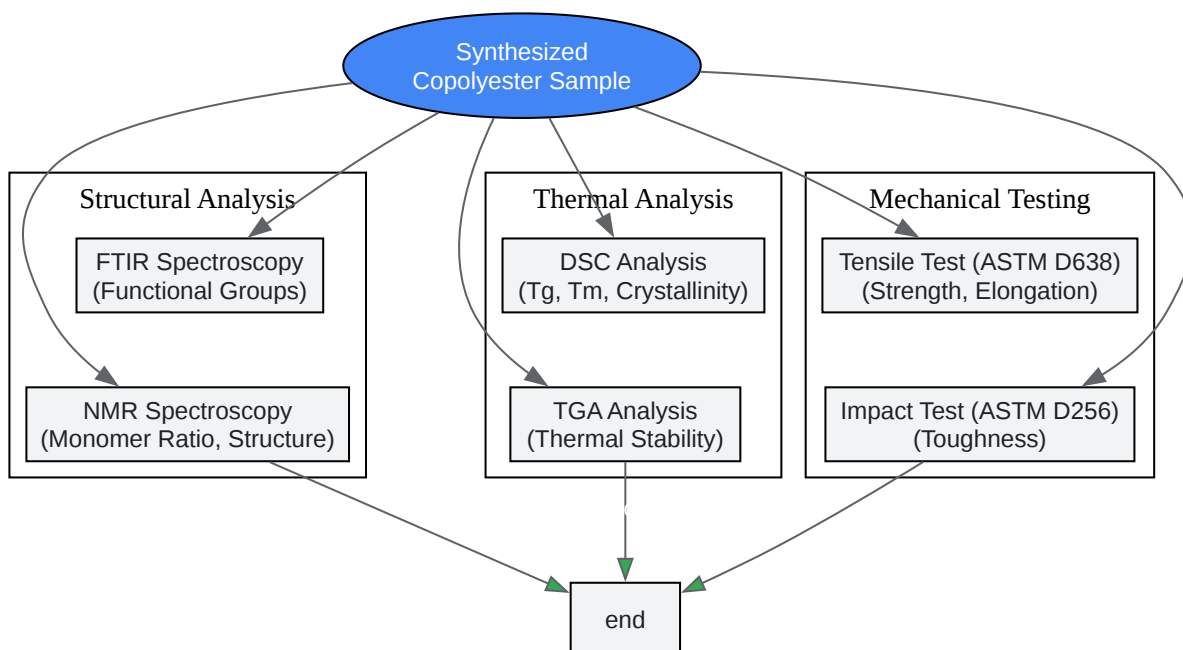 Synthesized
Copolyester Sample
Structural Analysis
FTIR Spectroscopy
(Functional Groups)
NMR Spectroscopy
(Monomer Ratio, Structure)
Thermal Analysis
DSC Analysis
(Tg, Tm, Crystallinity)
TGA Analysis
(Thermal Stability)
Mechanical Testing
Tensile Test (ASTM D638)
(Strength, Elongation)
Impact Test (ASTM D256)
(Toughness)
end